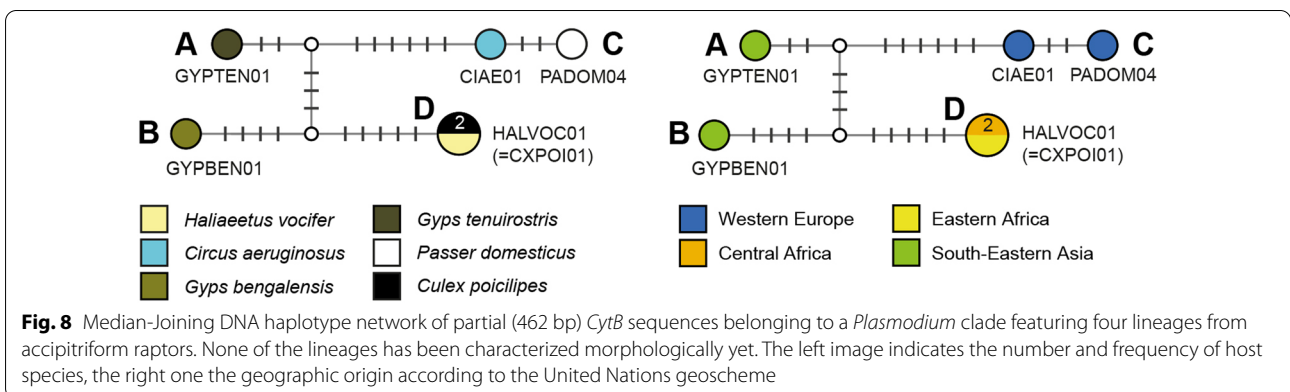 A C A C
GYPTEN01 CIAE01 PADOM04 GYPTEN01 CIAE01 PADOM04
D D
B 2 HALVOC01 B 2 HALVOC01
(=CXPOI01) (=CXPOI01)
GYPBEN01 GYPBEN01
Haliaeetus vocifer Gyps tenuirostris Western Europe Eastern Africa
Circus aeruginosus Passer domesticus Central Africa South-Eastern Asia
Gyps bengalensis Culex poicilipes
Fig. 8 Median-Joining DNA haplotype network of partial (462 bp) CytB sequences belonging to a Plasmodium clade featuring four lineages from
accipitriform raptors. None of the lineages has been characterized morphologically yet. The left image indicates the number and frequency of host
species, the right one the geographic origin according to the United Nations geoscheme